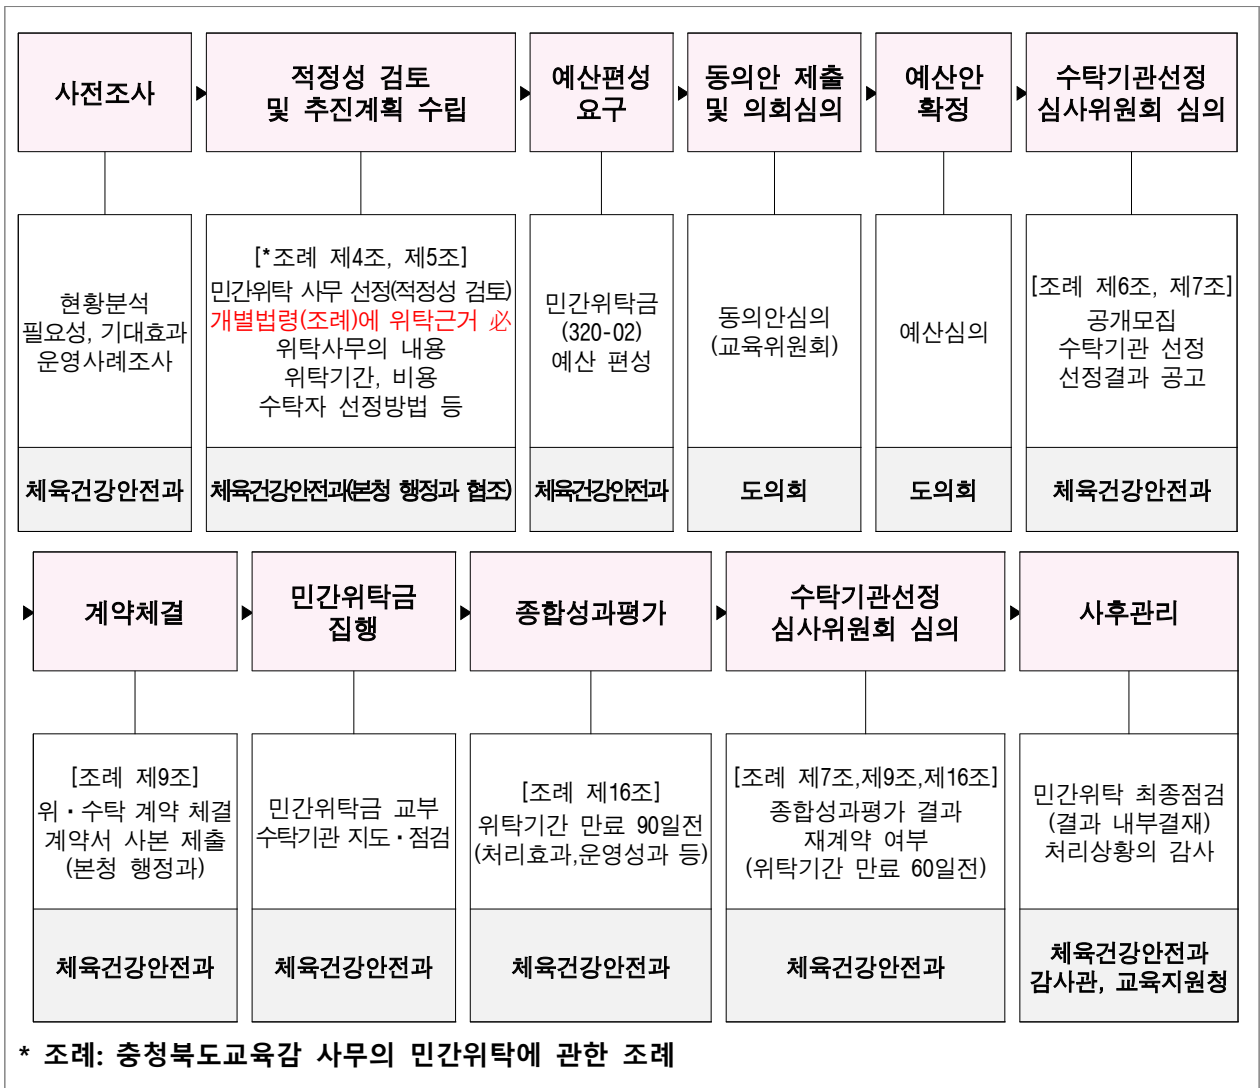 사전조사
적정성 검토
및 추진계획 수립
예산편성
요구
동의안 제출
및 의회심의
예산안
확정
수탁기관선정
심사위원회 심의
현황분석
필요성, 기대효과
운영사례조사
[*조례 제4조, 제5조]
민간위탁 사무 선정(적정성 검토)
개별법령(조례)에 위탁근거 必
위탁사무의 내용
위탁기간, 비용
수탁자 선정방법 등
민간위탁금
(320-02)
예산 편성
동의안심의
(교육위원회)
예산심의
[조례 제6조, 제7조]
공개모집
수탁기관 선정
선정결과 공고
체육건강안전과
체육건강안전과(본청 행정과 협조)
체육건강안전과
도의회
도의회
체육건강안전과
계약체결
민간위탁금
집행
종합성과평가
수탁기관선정
심사위원회 심의
사후관리
[조례 제9조]
위·수탁 계약 체결
계약서 사본 제출
(본청 행정과)
민간위탁금 교부
수탁기관 지도·점검
[조례 제16조]
위탁기간 만료 90일전
(처리효과,운영성과 등)
[조례 제7조,제9조,제16조]
종합성과평가 결과
재계약 여부
(위탁기간 만료 60일전)
민간위탁 최종점검
(결과 내부결재)
처리상황의 감사
체육건강안전과
체육건강안전과
체육건강안전과
체육건강안전과
체육건강안전과
감사관, 교육지원청
* 조례: 충청북도교육감 사무의 민간위탁에 관한 조례